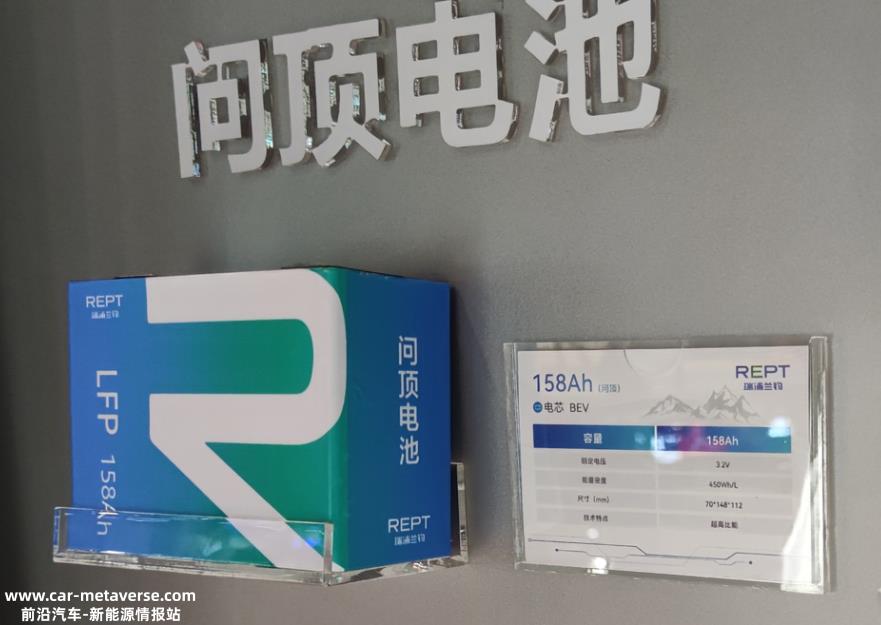 问顶电池
REPT
瑞浦兰钧
LFP 158Ah
问顶电池
REPT
瑞浦兰钧
158Ah (问顶)
电芯 BEV
REPT
瑞浦兰钧
容量 158Ah
额定电压 3.2V
能量密度 450Wh/L
尺寸 (mm) 70*148*112
技术特点 超高比能
www.car-metaverse.com
前沿汽车-新能源情报站